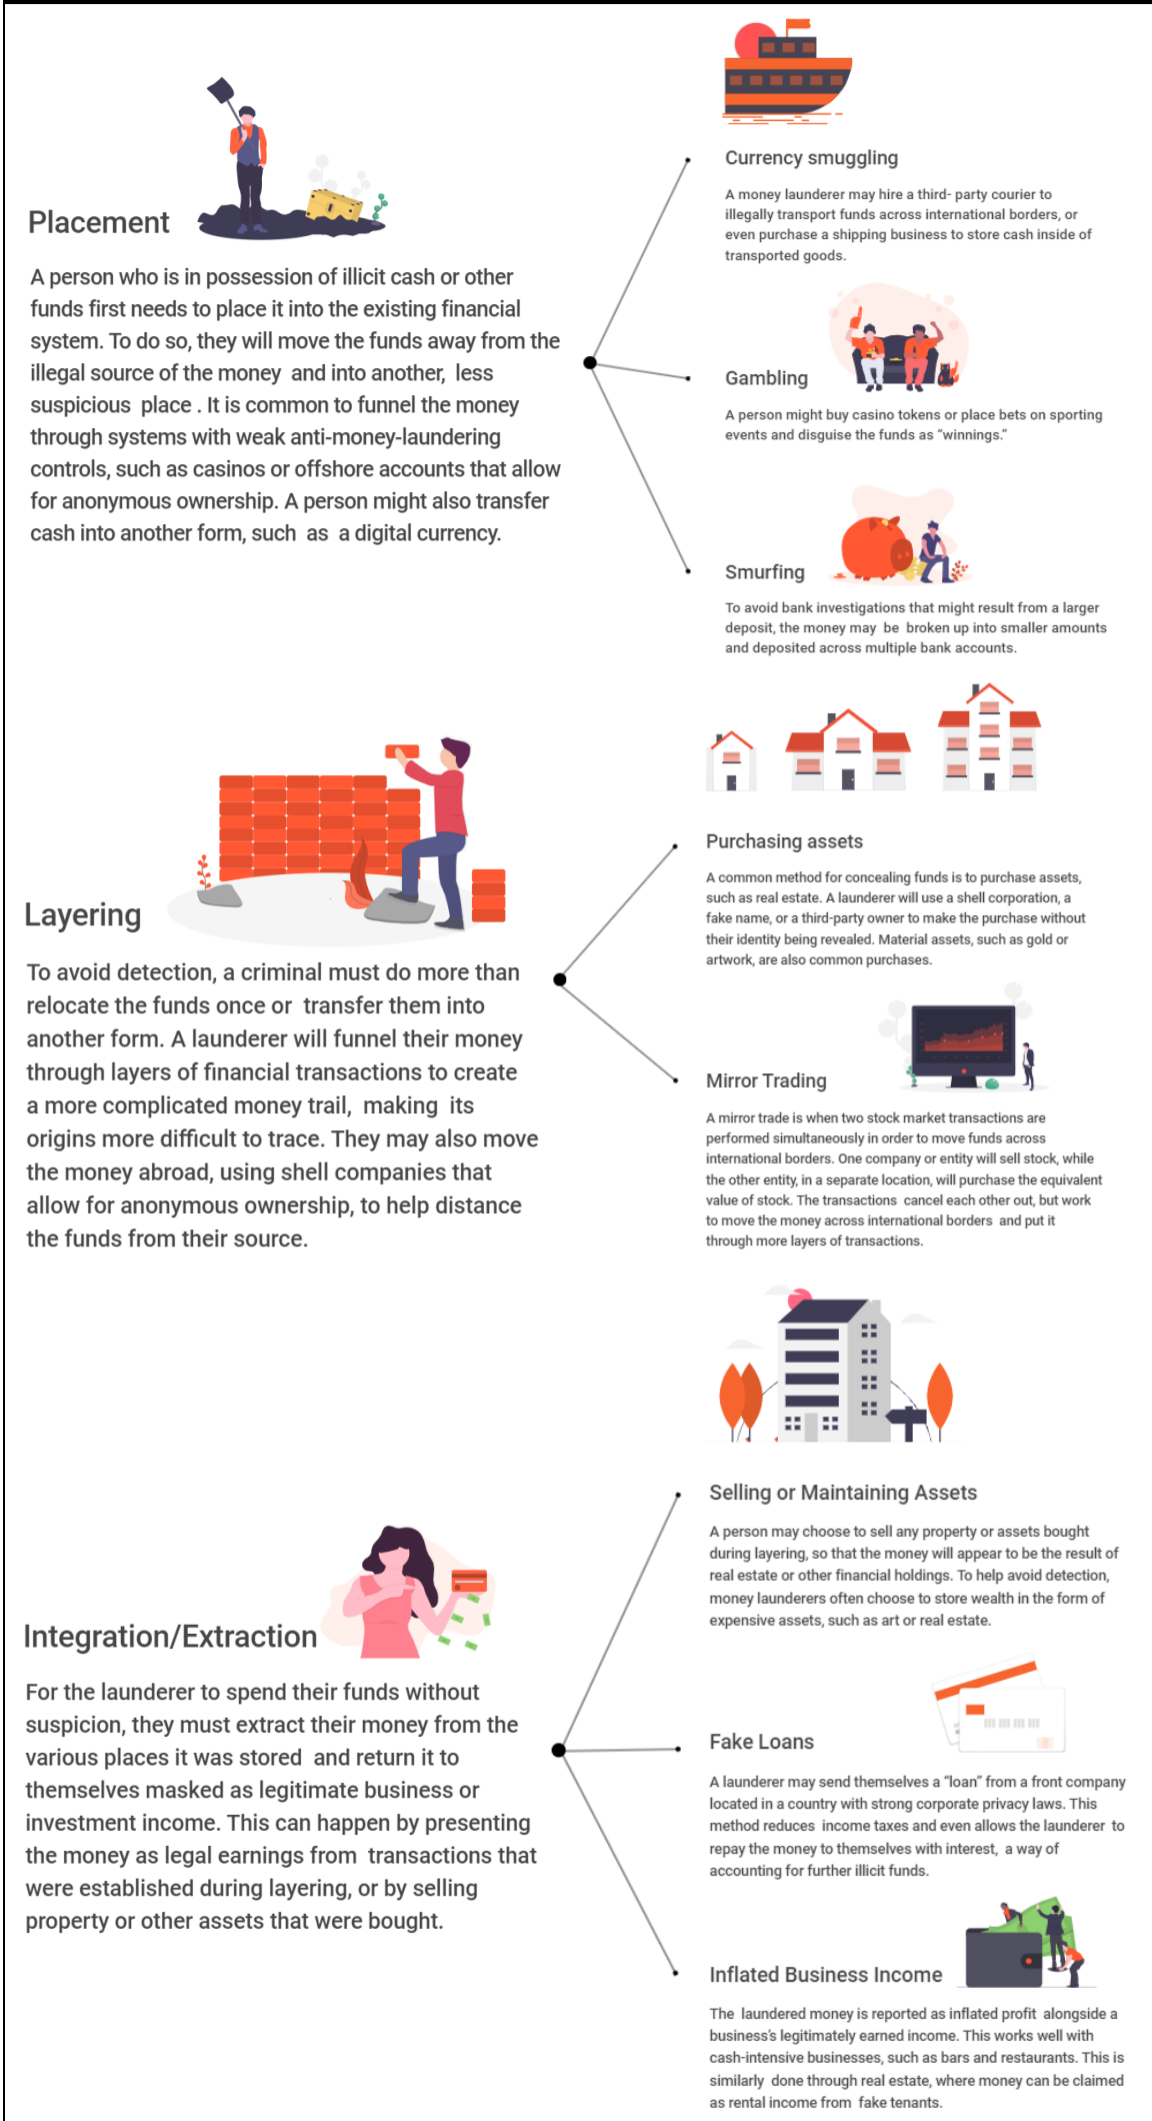 Placement
A person who is in possession of illicit cash or other
funds first needs to place it into the existing financial
system. To do so, they will move the funds away from the
illegal source of the money and into another, less
suspicious place . It is common to funnel the money
through systems with weak anti-money-laundering
controls, such as casinos or offshore accounts that allow
for anonymous ownership. A person might also transfer
cash into another form, such as a digital currency.
Currency smuggling
A money launderer may hire a third- party courier to
illegally transport funds across international borders, or
even purchase a shipping business to store cash inside of
transported goods.
Gambling
A person might buy casino tokens or place bets on sporting
events and disguise the funds as “winnings.”
Smurfing
To avoid bank investigations that might result from a larger
deposit, the money may be broken up into smaller amounts
and deposited across multiple bank accounts.
Layering
To avoid detection, a criminal must do more than
relocate the funds once or transfer them into
another form. A launderer will funnel their money
through layers of financial transactions to create
a more complicated money trail, making its
origins more difficult to trace. They may also move
the money abroad, using shell companies that
allow for anonymous ownership, to help distance
the funds from their source.
Purchasing assets
A common method for concealing funds is to purchase assets,
such as real estate. A launderer will use a shell corporation, a
fake name, or a third-party owner to make the purchase without
their identity being revealed. Material assets, such as gold or
artwork, are also common purchases.
Mirror Trading
A mirror trade is when two stock market transactions are
performed simultaneously in order to move funds across
international borders. One company or entity will sell stock, while
the other entity, in a separate location, will purchase the equivalent
value of stock. The transactions cancel each other out, but work
to move the money across international borders and put it
through more layers of transactions.
Integration/Extraction
For the launderer to spend their funds without
suspicion, they must extract their money from the
various places it was stored and return it to
themselves masked as legitimate business or
investment income. This can happen by presenting
the money as legal earnings from transactions that
were established during layering, or by selling
property or other assets that were bought.
Selling or Maintaining Assets
A person may choose to sell any property or assets bought
during layering, so that the money will appear to be the result of
real estate or other financial holdings. To help avoid detection,
money launderers often choose to store wealth in the form of
expensive assets, such as art or real estate.
Fake Loans
A launderer may send themselves a “loan” from a front company
located in a country with strong corporate privacy laws. This
method reduces income taxes and even allows the launderer to
repay the money to themselves with interest, a way of
accounting for further illicit funds.
Inflated Business Income
The laundered money is reported as inflated profit alongside a
business’s legitimately earned income. This works well with
cash-intensive businesses, such as bars and restaurants. This is
similarly done through real estate, where money can be claimed
as rental income from fake tenants.